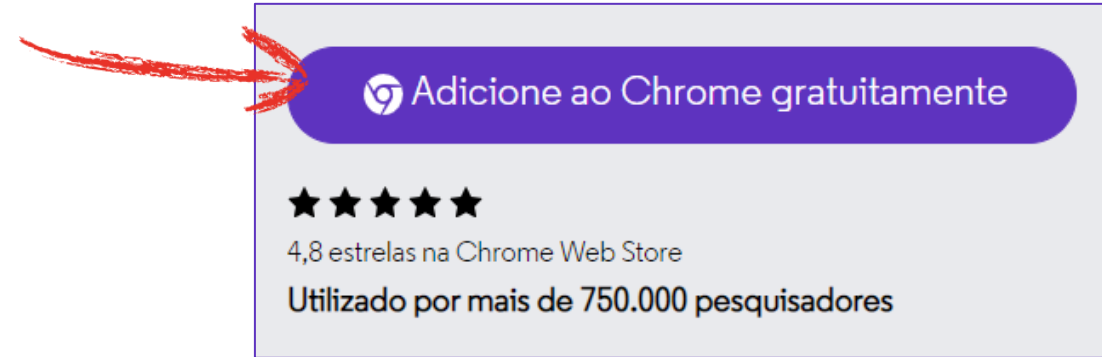 Adicione ao Chrome gratuitamente
4,8 estrelas na Chrome Web Store
Utilizado por mais de 750.000 pesquisadores